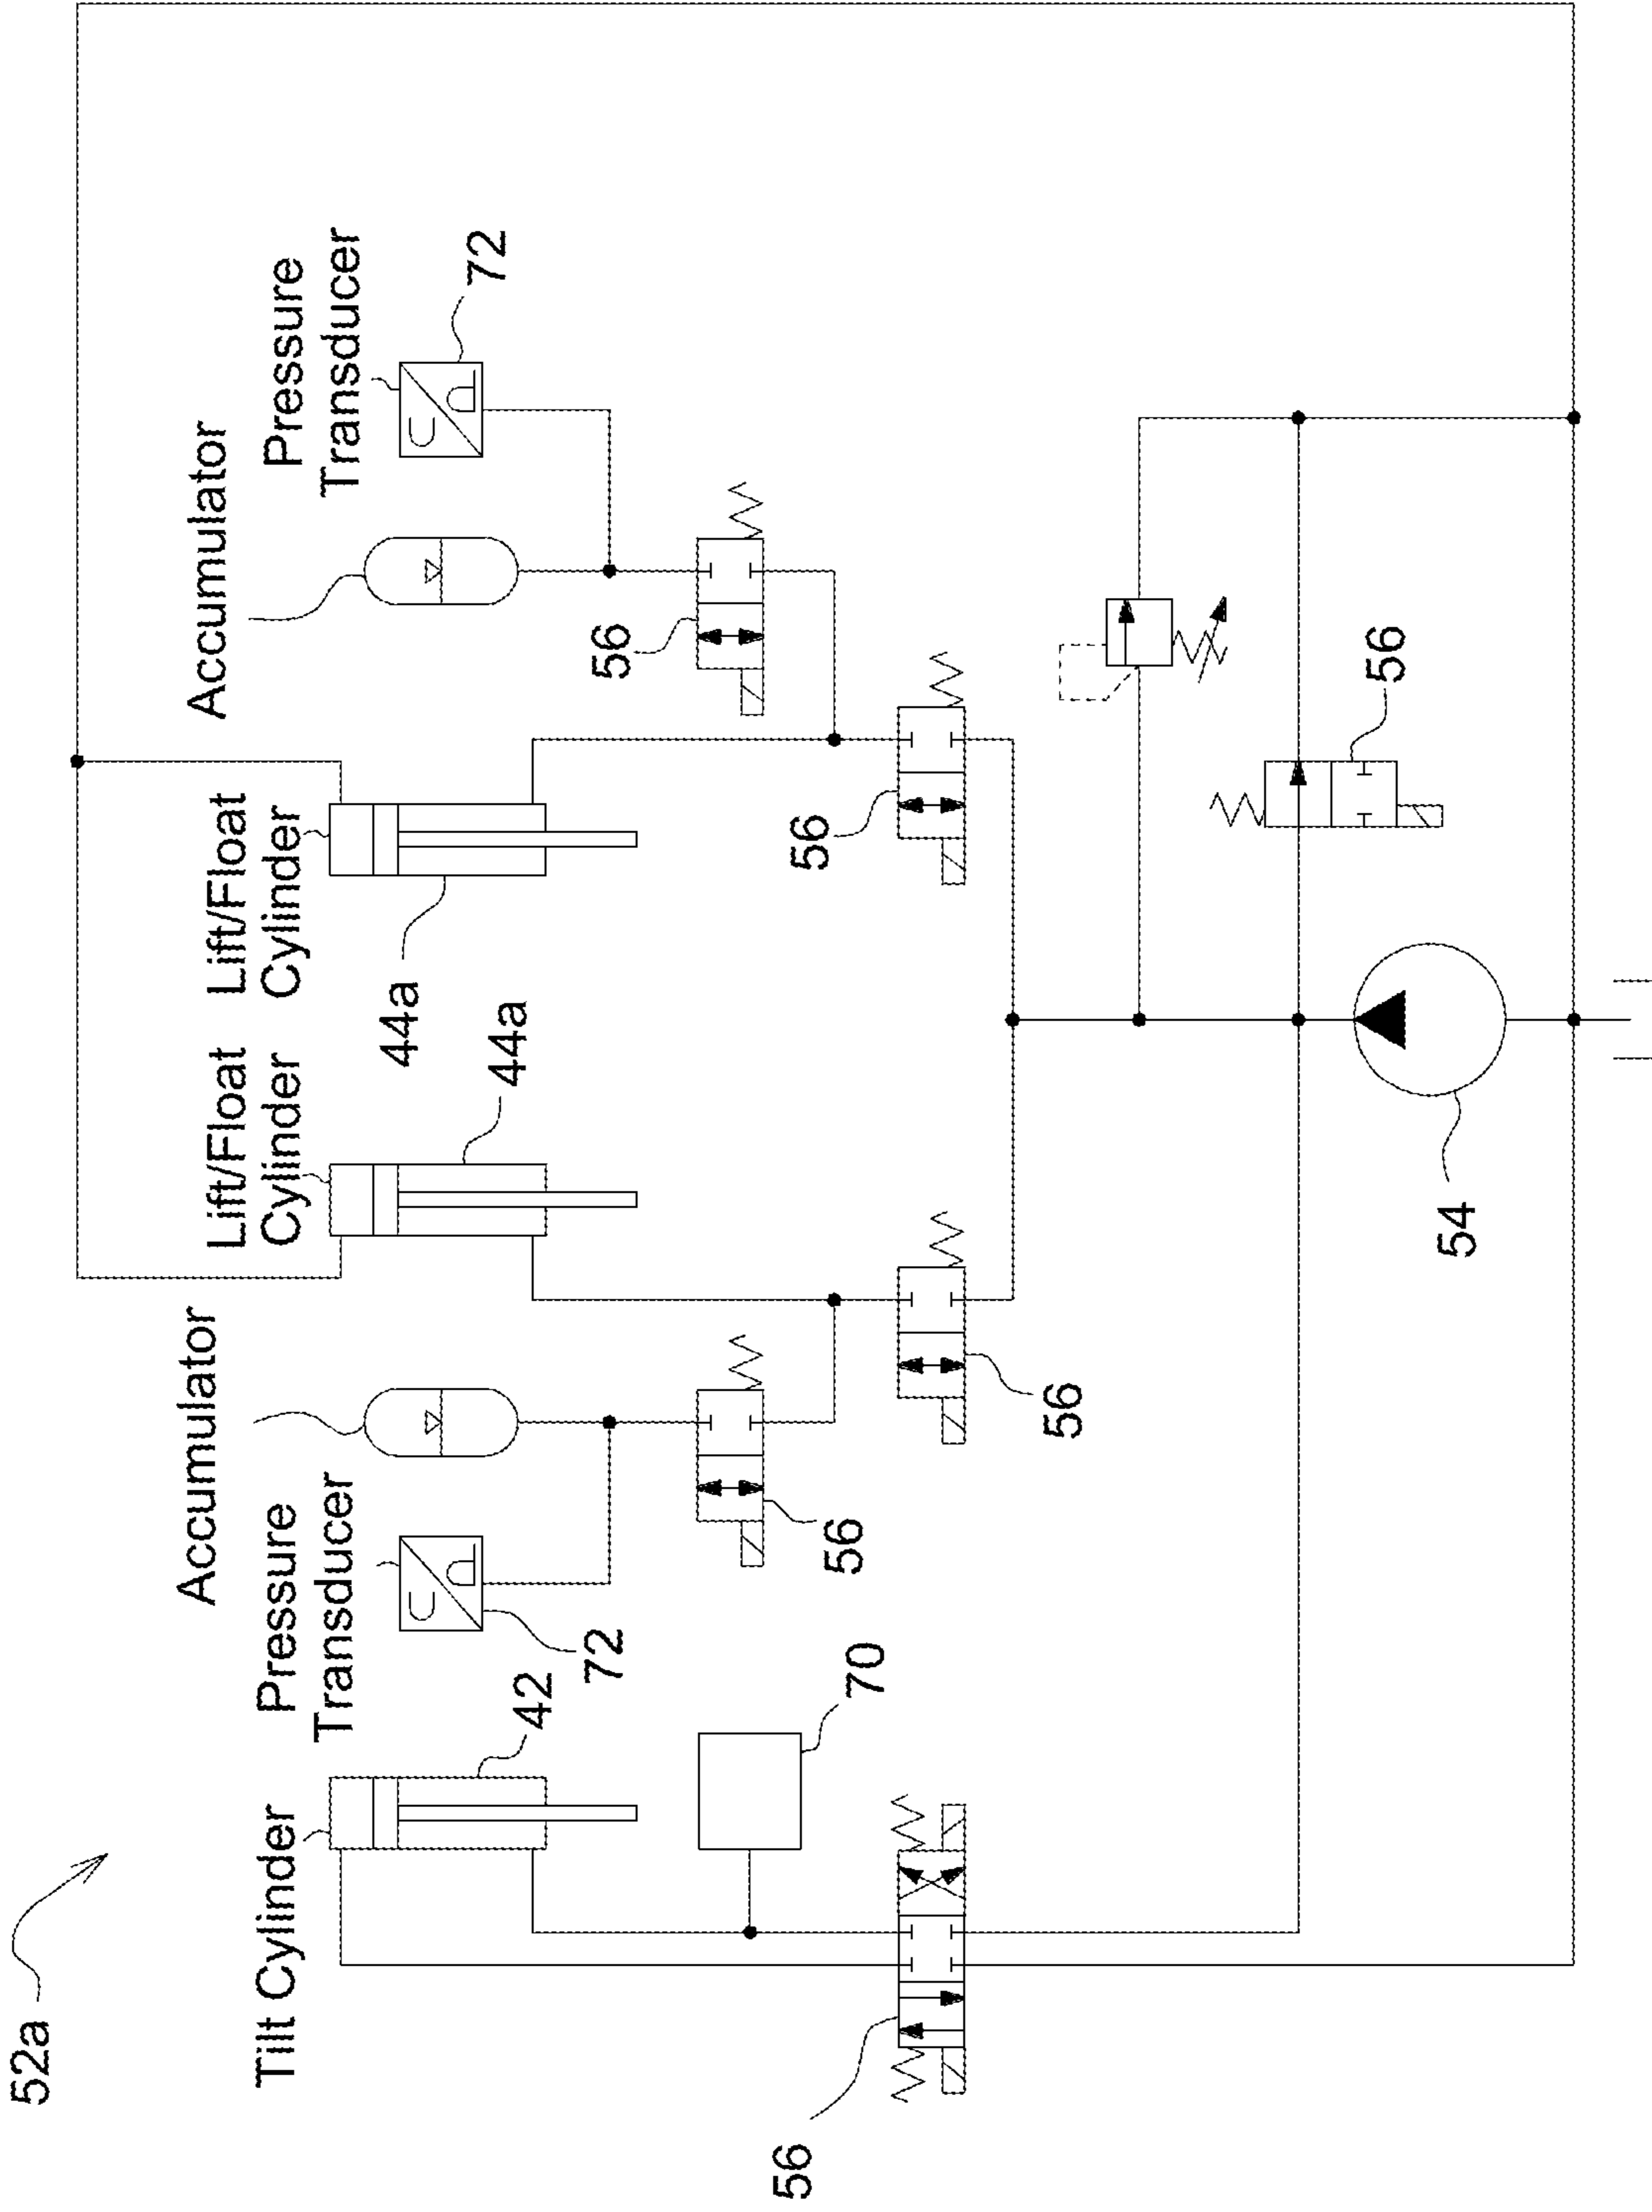 52a
Tilt Cylinder
42
Pressure
Transducer
72
Accumulator
Lift/Float
Cylinder
44a
Lift/Float
Cylinder
44a
Accumulator
Pressure
Transducer
72
70
56
56
56
56
56
56
54
U
p
U
p